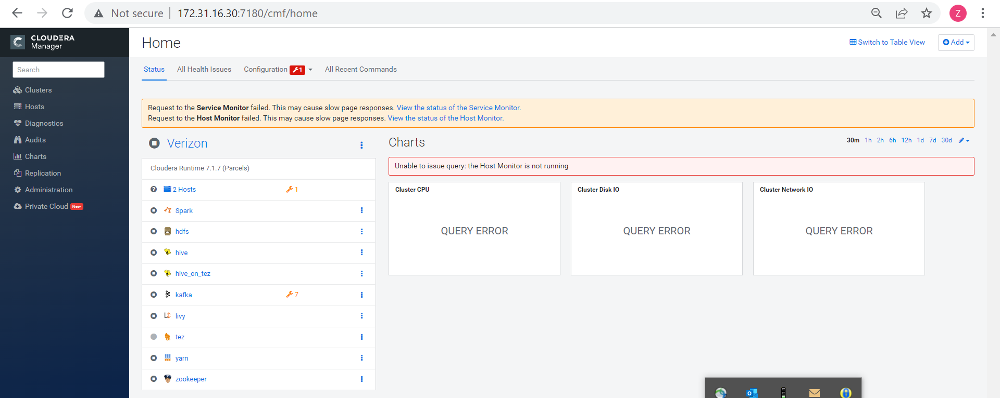 Not secure | 172.31.16.30:7180/cmf/home
Z
CLOUDERA
Manager
Search
Clusters
Hosts
Diagnostics
Audits
Charts
Replication
Administration
Private Cloud New
Home
Switch to Table View
Add
Status
All Health Issues
Configuration 1
All Recent Commands
Request to the Service Monitor failed. This may cause slow page responses. View the status of the Service Monitor.
Request to the Host Monitor failed. This may cause slow page responses. View the status of the Host Monitor.
Verizon
Cloudera Runtime 7.1.7 (Parcels)
2 Hosts 1
Spark
hdfs
hive
hive_on_tez
kafka 7
livy
tez
yarn
zookeeper
Charts
30m 1h 2h 6h 12h 1d 7d 30d
Unable to issue query: the Host Monitor is not running
Cluster CPU
QUERY ERROR
Cluster Disk IO
QUERY ERROR
Cluster Network IO
QUERY ERROR